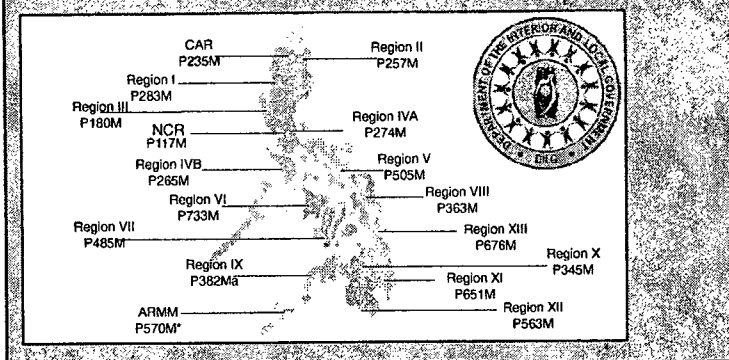 CAR
P235M
Region II
P257M
Region I
P283M
Region III
P180M
Region IVA
P274M
NCR
P117M
Region IVB
P265M
Region V
P505M
Region VI
P733M
Region VIII
P363M
Region VII
P485M
Region XIII
P676M
Region IX
P382Má
Region X
P345M
Region XI
P651M
ARMM
P570M*
Region XII
P563M
DEPARTMENT OF THE INTERIOR AND LOCAL GOVERNMENT
DILG